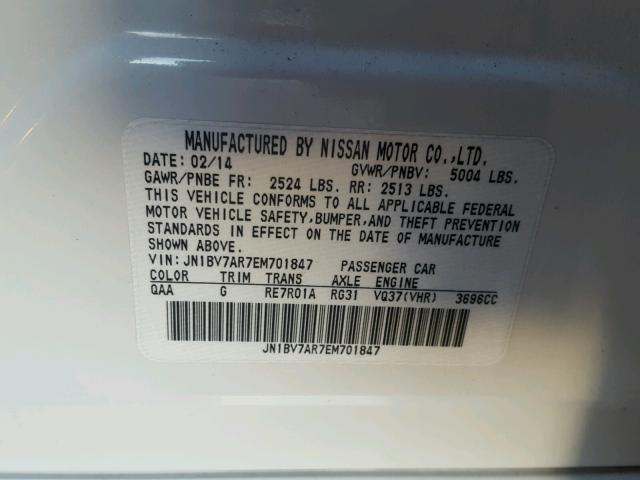 MANUFACTURED BY NISSAN MOTOR CO.,LTD.
DATE: 02/14 GVWR/PNBV: 5004 LBS.
GAWR/PNBE FR: 2524 LBS. RR: 2513 LBS.
THIS VEHICLE CONFORMS TO ALL APPLICABLE FEDERAL
MOTOR VEHICLE SAFETY,BUMPER,AND THEFT PREVENTION
STANDARDS IN EFFECT ON THE DATE OF MANUFACTURE
SHOWN ABOVE.
VIN: JN1BV7AR7EM701847 PASSENGER CAR
COLOR TRIM TRANS AXLE ENGINE
QAA G RE7R01A RG31 VQ37(VHR) 3696CC
JN1BV7AR7EM701847